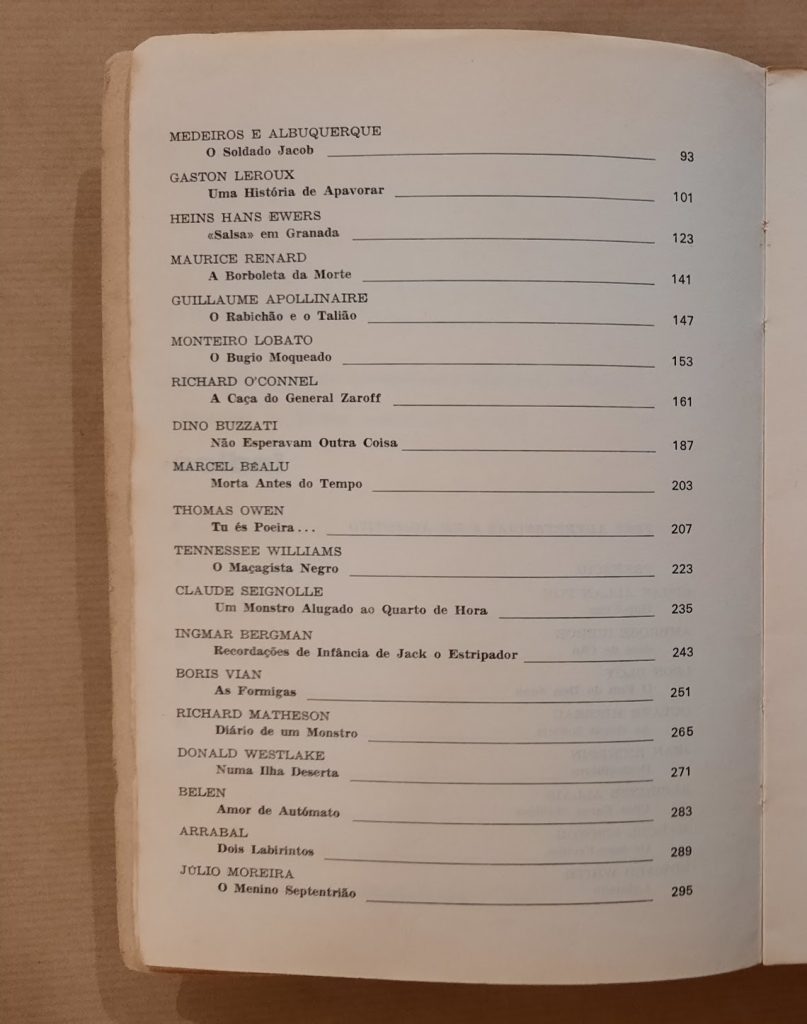 MEDEIROS E ALBUQUERQUE
O Soldado Jacob 93
GASTON LEROUX
Uma História de Apavorar 101
HEINS HANS EWERS
«Salsa» em Granada 123
MAURICE RENARD
A Borboleta da Morte 141
GUILLAUME APOLLINAIRE
O Rabichão e o Talião 147
MONTEIRO LOBATO
O Bugio Moqueado 153
RICHARD O'CONNEL
A Caça do General Zaroff 161
DINO BUZZATI
Não Esperavam Outra Coisa 187
MARCEL BÉALU
Morta Antes do Tempo 203
THOMAS OWEN
Tu és Poeira... 207
TENNESSEE WILLIAMS
O Maçagista Negro 223
CLAUDE SEIGNOLLE
Um Monstro Alugado ao Quarto de Hora 235
INGMAR BERGMAN
Recordações de Infância de Jack o Estripador 243
BORIS VIAN
As Formigas 251
RICHARD MATHESON
Diário de um Monstro 265
DONALD WESTLAKE
Numa Ilha Deserta 271
BELEN
Amor de Autómato 283
ARRABAL
Dois Labirintos 289
JÚLIO MOREIRA
O Menino Septentrião 295